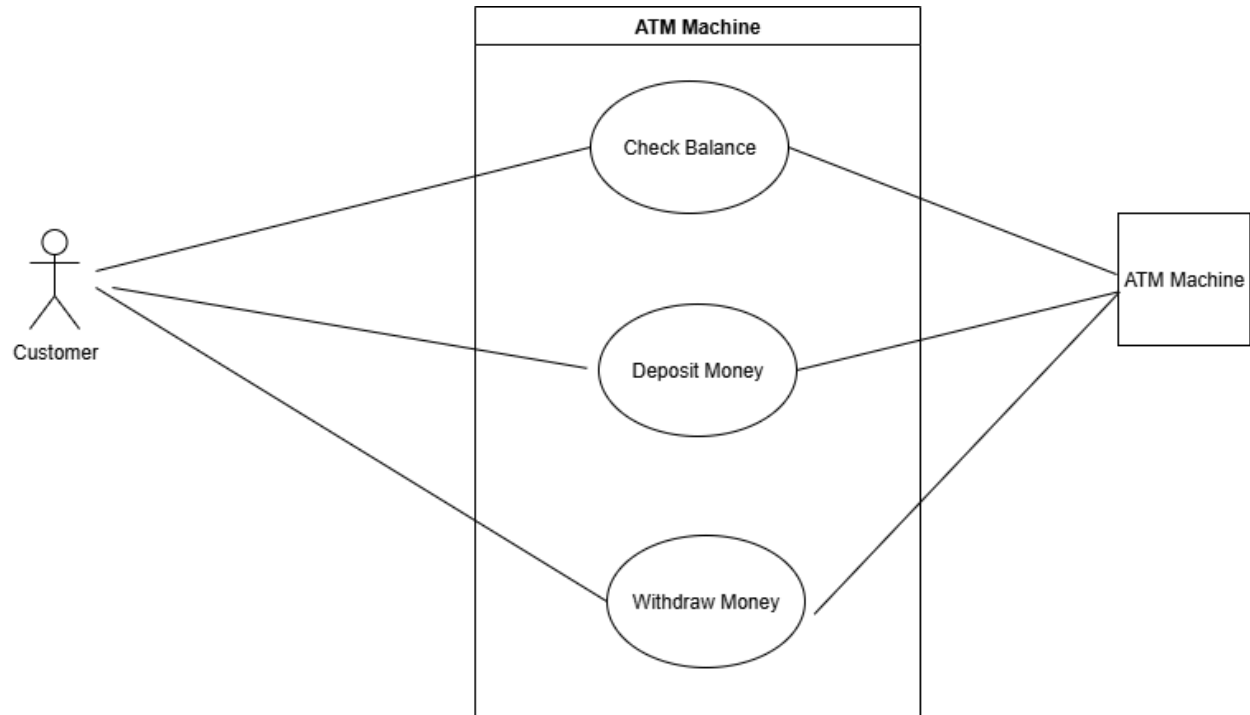 ATM Machine
Check Balance
ATM Machine
Customer
Deposit Money
Withdraw Money